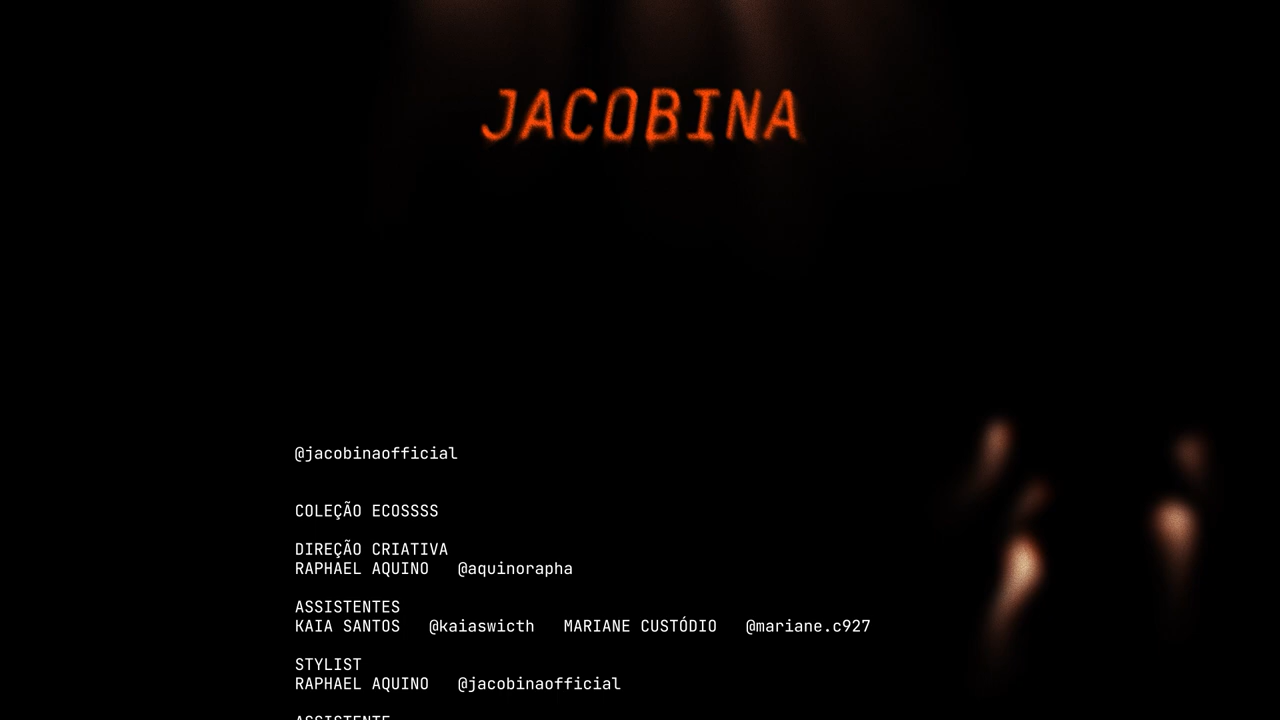 JACOBINA
@jacobinaofficial
COLEÇÃO ECOSSSS
DIREÇÃO CRIATIVA
RAPHAEL AQUINO @aquinorapha
ASSISTENTES
KAIA SANTOS @kaiaswicth MARIANE CUSTÓDIO @mariane.c927
STYLIST
RAPHAEL AQUINO @jacobinaofficial
ASSISTENTE